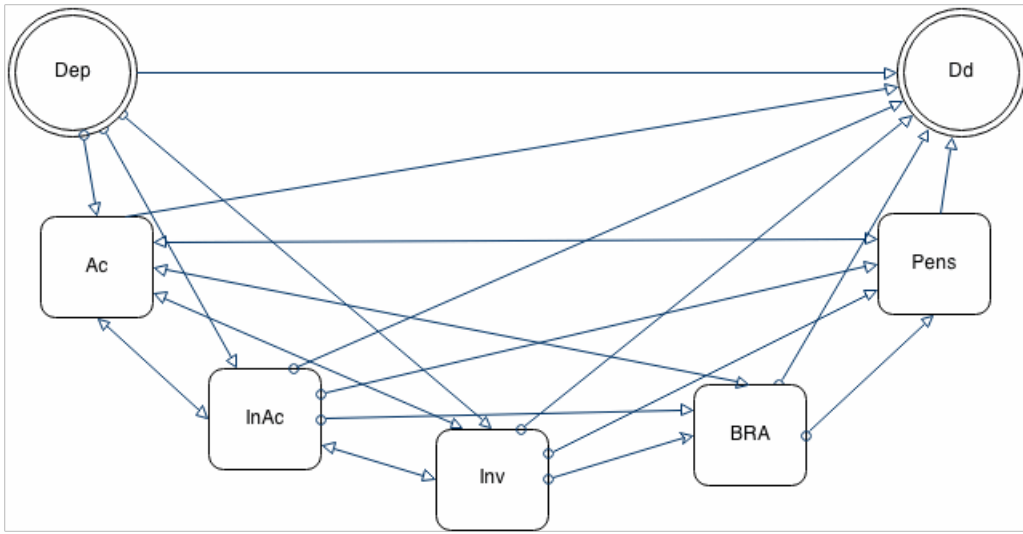 Dep
Dd
Ac
Pens
InAc
Inv
BRA